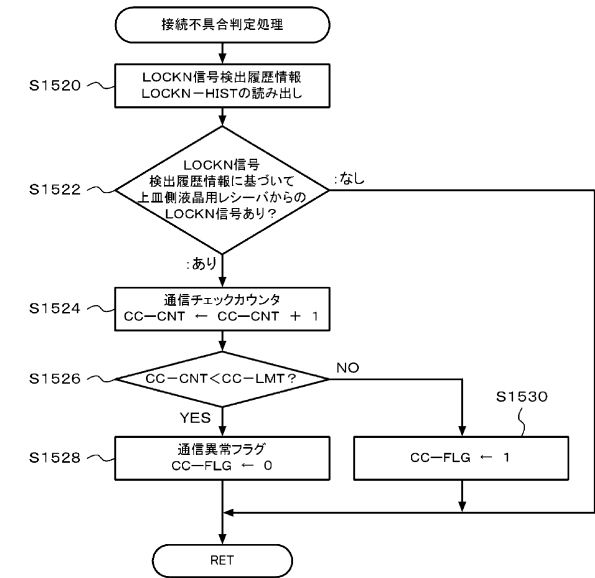 接続不具合判定処理
S1520
LOCKN信号検出履歴情報
LOCKN－HISTの読み出し
S1522
LOCKN信号
検出履歴情報に基づいて
上皿側液晶用レシーバからの
LOCKN信号あり？
:なし
:あり
S1524
通信チェックカウンタ
CC－CNT ← CC－CNT ＋ 1
S1526
CC－CNT＜CC－LMT？
NO
YES
S1530
S1528
通信異常フラグ
CC－FLG ← 0
CC－FLG ← 1
RET